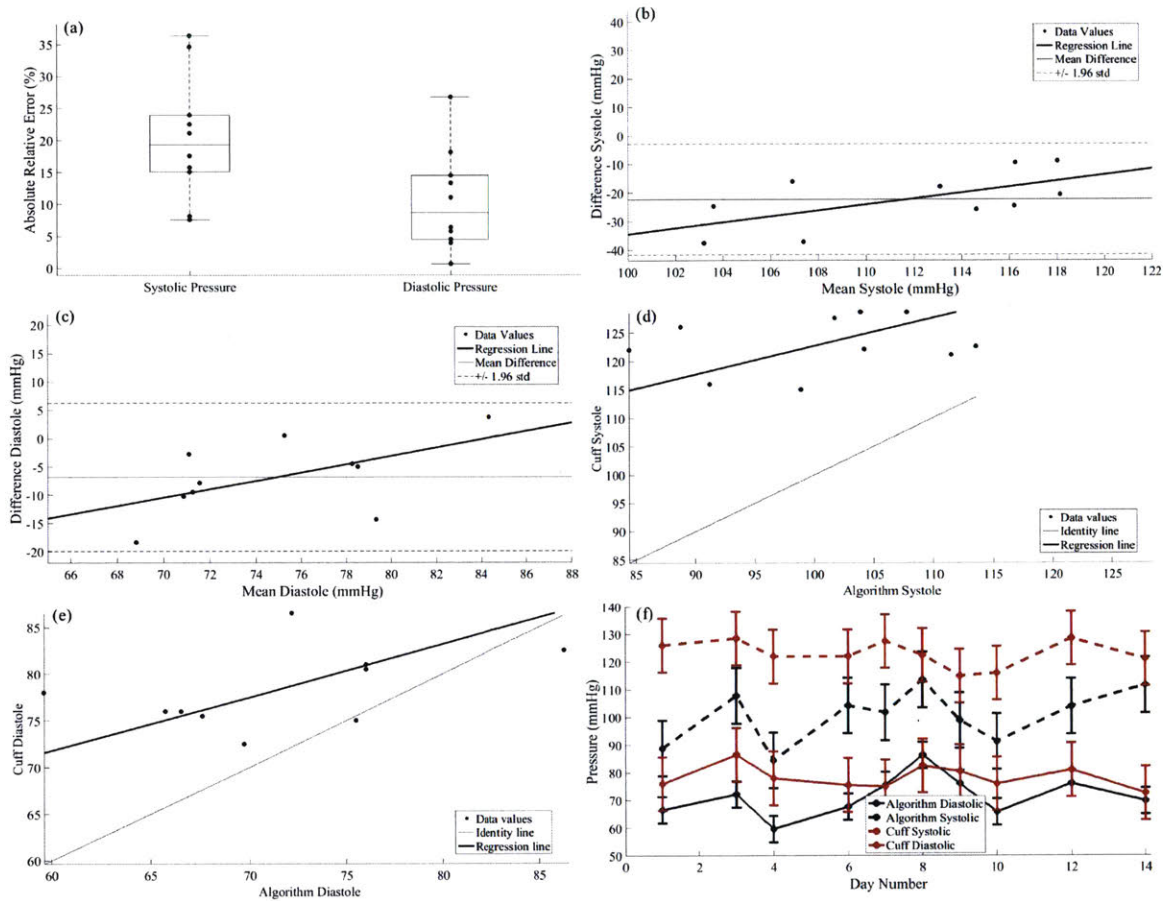 (a)
Absolute Relative Error (%)
35
30
25
20
15
10
5
0
Systolic Pressure
Diastolic Pressure
(b)
Difference Systole (mmHg)
40
30
20
10
0
-10
-20
-30
-40
100 102 104 106 108 110 112 114 116 118 120 122
Mean Systole (mmHg)
Data Values
Regression Line
Mean Difference
+/- 1.96 std
(c)
Difference Diastole (mmHg)
20
15
10
5
0
-5
-10
-15
-20
66 68 70 72 74 76 78 80 82 84 86 88
Mean Diastole (mmHg)
Data Values
Regression Line
Mean Difference
+/- 1.96 std
(d)
Cuff Systole
125
120
115
110
105
100
95
90
85
85 90 95 100 105 110 115 120 125
Algorithm Systole
Data values
Identity line
Regression line
(e)
Cuff Diastole
85
80
75
70
65
60
60 65 70 75 80 85
Algorithm Diastole
Data values
Identity line
Regression line
(f)
Pressure (mmHg)
140
130
120
110
100
90
80
70
60
50
0 2 4 6 8 10 12 14
Day Number
Algorithm Diastolic
Algorithm Systolic
Cuff Systolic
Cuff Diastolic